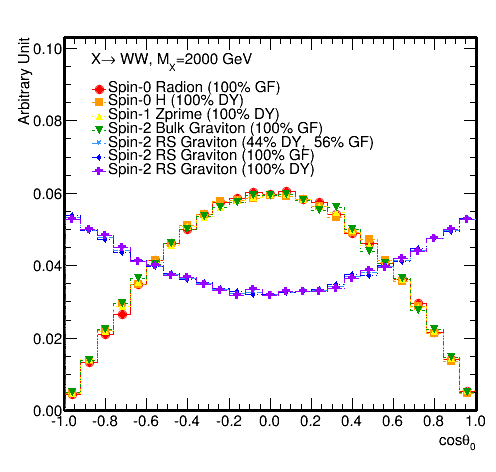 Arbitrary Unit
0.10
0.08
0.06
0.04
0.02
0.00
X→ WW, M_X=2000 GeV
Spin-0 Radion (100% GF)
Spin-0 H (100% DY)
Spin-1 Zprime (100% DY)
Spin-2 Bulk Graviton (100% GF)
Spin-2 RS Graviton (44% DY, 56% GF)
Spin-2 RS Graviton (100% GF)
Spin-2 RS Graviton (100% DY)
-1.0 -0.8 -0.6 -0.4 -0.2 0.0 0.2 0.4 0.6 0.8 1.0
cosθ₀